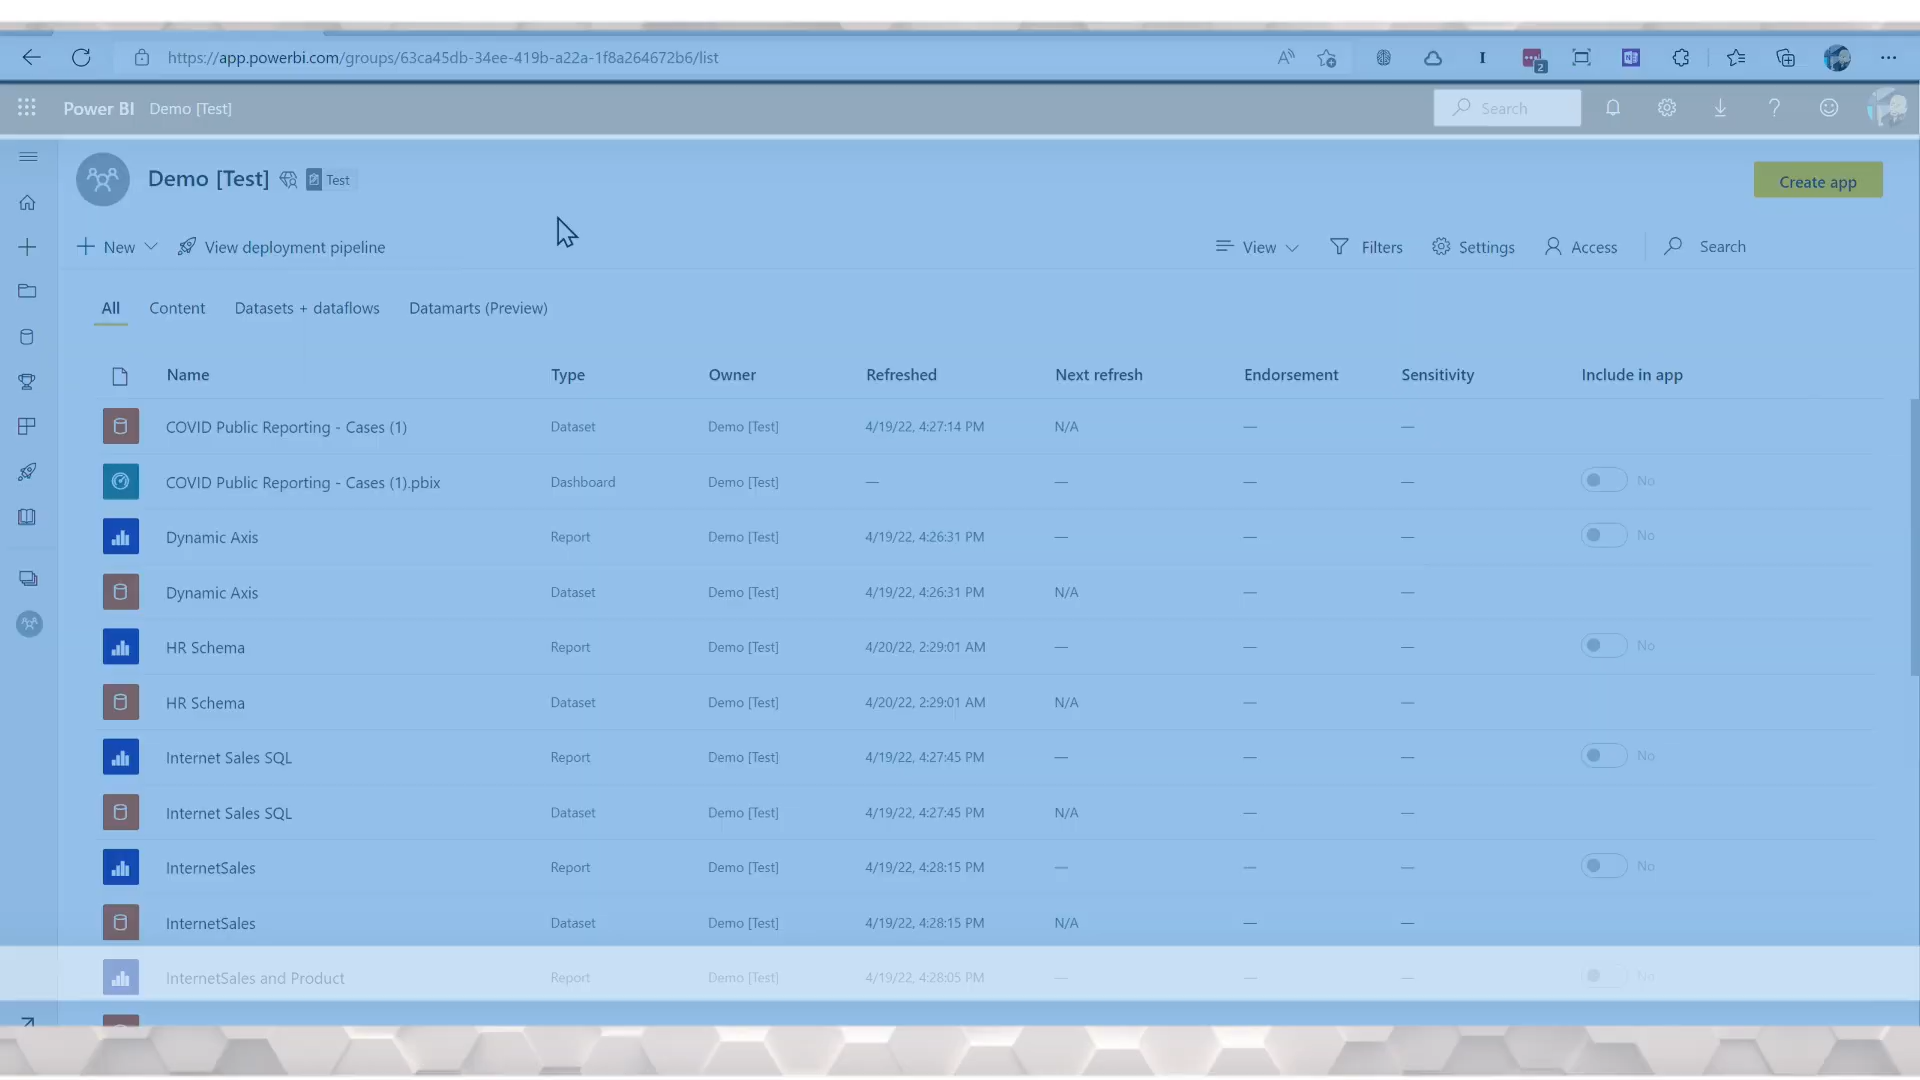 https://app.powerbi.com/groups/63ca45db-34ee-419b-a22a-1f8a264672b6/list
2
Power BI Demo [Test] Search
Demo [Test] Test Create app
New View deployment pipeline View Filters Settings Access Search
All Content Datasets + dataflows Datamarts (Preview)
Name Type Owner Refreshed Next refresh Endorsement Sensitivity Include in app
COVID Public Reporting - Cases (1) Dataset Demo [Test] 4/19/22, 4:27:14 PM N/A — —
COVID Public Reporting - Cases (1).pbix Dashboard Demo [Test] — — — — No
Dynamic Axis Report Demo [Test] 4/19/22, 4:26:31 PM — — — No
Dynamic Axis Dataset Demo [Test] 4/19/22, 4:26:31 PM N/A — —
HR Schema Report Demo [Test] 4/20/22, 2:29:01 AM — — — No
HR Schema Dataset Demo [Test] 4/20/22, 2:29:01 AM N/A — —
Internet Sales SQL Report Demo [Test] 4/19/22, 4:27:45 PM — — — No
Internet Sales SQL Dataset Demo [Test] 4/19/22, 4:27:45 PM N/A — —
InternetSales Report Demo [Test] 4/19/22, 4:28:15 PM — — — No
InternetSales Dataset Demo [Test] 4/19/22, 4:28:15 PM N/A — —
InternetSales and Product Report Demo [Test] 4/19/22, 4:28:05 PM — — — No